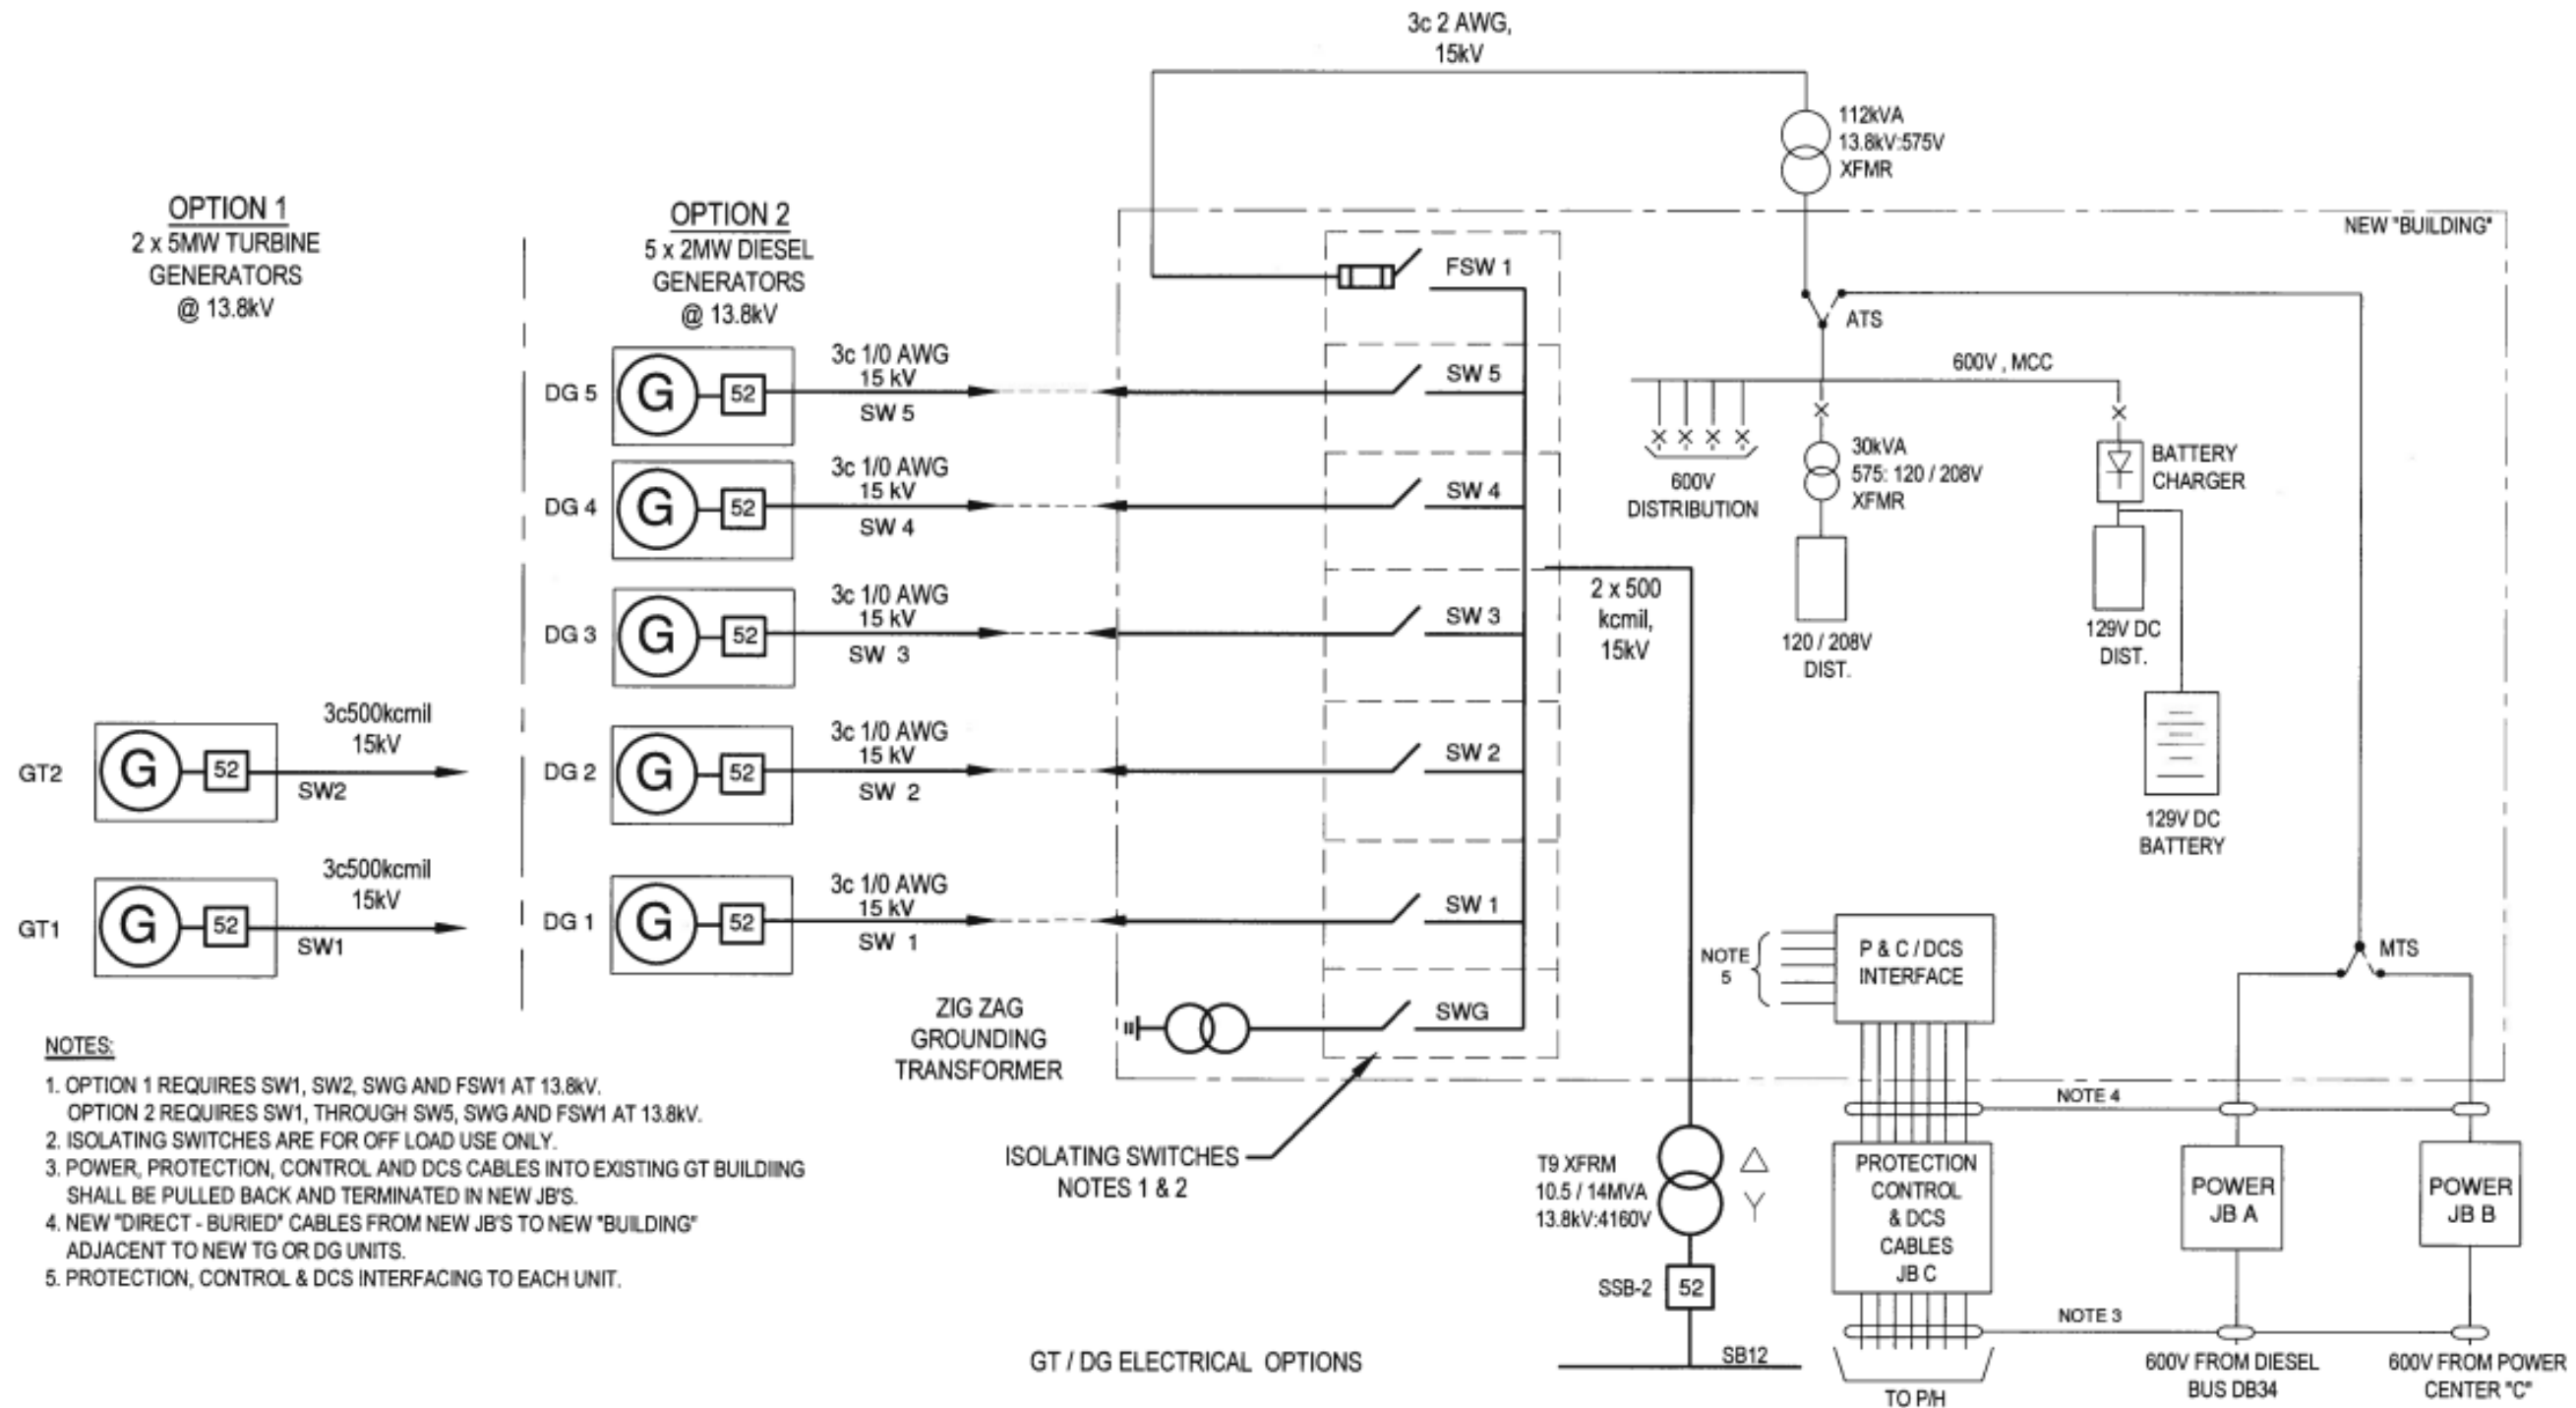 3c 2 AWG,
15kV
112kVA
13.8kV:575V
XFMR
OPTION 1
2 x 5MW TURBINE
GENERATORS
@ 13.8kV
OPTION 2
5 x 2MW DIESEL
GENERATORS
@ 13.8kV
NEW "BUILDING"
FSW 1
ATS
600V , MCC
DG 5
G
52
3c 1/0 AWG
15 kV
SW 5
SW 5
DG 4
G
52
3c 1/0 AWG
15 kV
SW 4
SW 4
600V
DISTRIBUTION
30kVA
575: 120 / 208V
XFMR
BATTERY
CHARGER
DG 3
G
52
3c 1/0 AWG
15 kV
SW 3
SW 3
2 x 500
kcmil,
15kV
120 / 208V
DIST.
129V DC
DIST.
GT2
G
52
3c500kcmil
15kV
SW2
DG 2
G
52
3c 1/0 AWG
15 kV
SW 2
SW 2
129V DC
BATTERY
GT1
G
52
3c500kcmil
15kV
SW1
DG 1
G
52
3c 1/0 AWG
15 kV
SW 1
SW 1
NOTE
5
P & C / DCS
INTERFACE
MTS
ZIG ZAG
GROUNDING
TRANSFORMER
SWG
NOTES:
1. OPTION 1 REQUIRES SW1, SW2, SWG AND FSW1 AT 13.8kV.
OPTION 2 REQUIRES SW1, THROUGH SW5, SWG AND FSW1 AT 13.8kV.
2. ISOLATING SWITCHES ARE FOR OFF LOAD USE ONLY.
3. POWER, PROTECTION, CONTROL AND DCS CABLES INTO EXISTING GT BUILDIING
SHALL BE PULLED BACK AND TERMINATED IN NEW JB'S.
4. NEW "DIRECT - BURIED" CABLES FROM NEW JB'S TO NEW "BUILDING"
ADJACENT TO NEW TG OR DG UNITS.
5. PROTECTION, CONTROL & DCS INTERFACING TO EACH UNIT.
ISOLATING SWITCHES
NOTES 1 & 2
NOTE 4
T9 XFRM
10.5 / 14MVA
13.8kV:4160V
PROTECTION
CONTROL
& DCS
CABLES
JB C
POWER
JB A
POWER
JB B
SSB-2
52
NOTE 3
GT / DG ELECTRICAL OPTIONS
SB12
TO P/H
600V FROM DIESEL
BUS DB34
600V FROM POWER
CENTER "C"